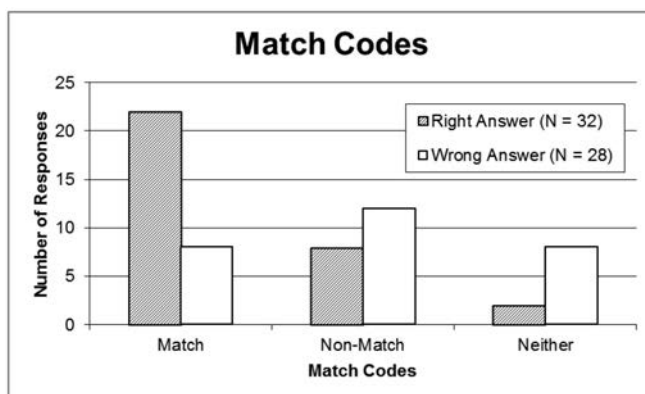 Match Codes
25
20
15
10
5
0
Number of Responses
Right Answer (N = 32)
Wrong Answer (N = 28)
Match
Non-Match
Neither
Match Codes